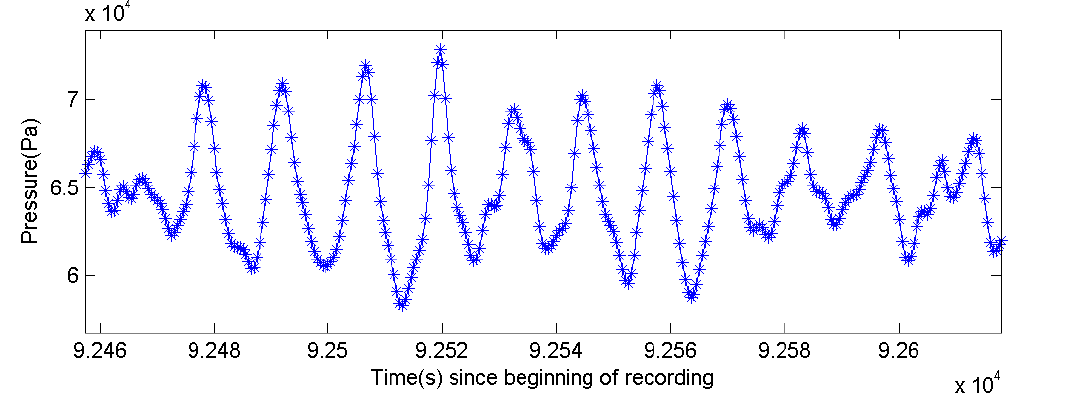 x 10^4
7
6.5
6
Pressure(Pa)
9.246 9.248 9.25 9.252 9.254 9.256 9.258 9.26
Time(s) since beginning of recording
x 10^4